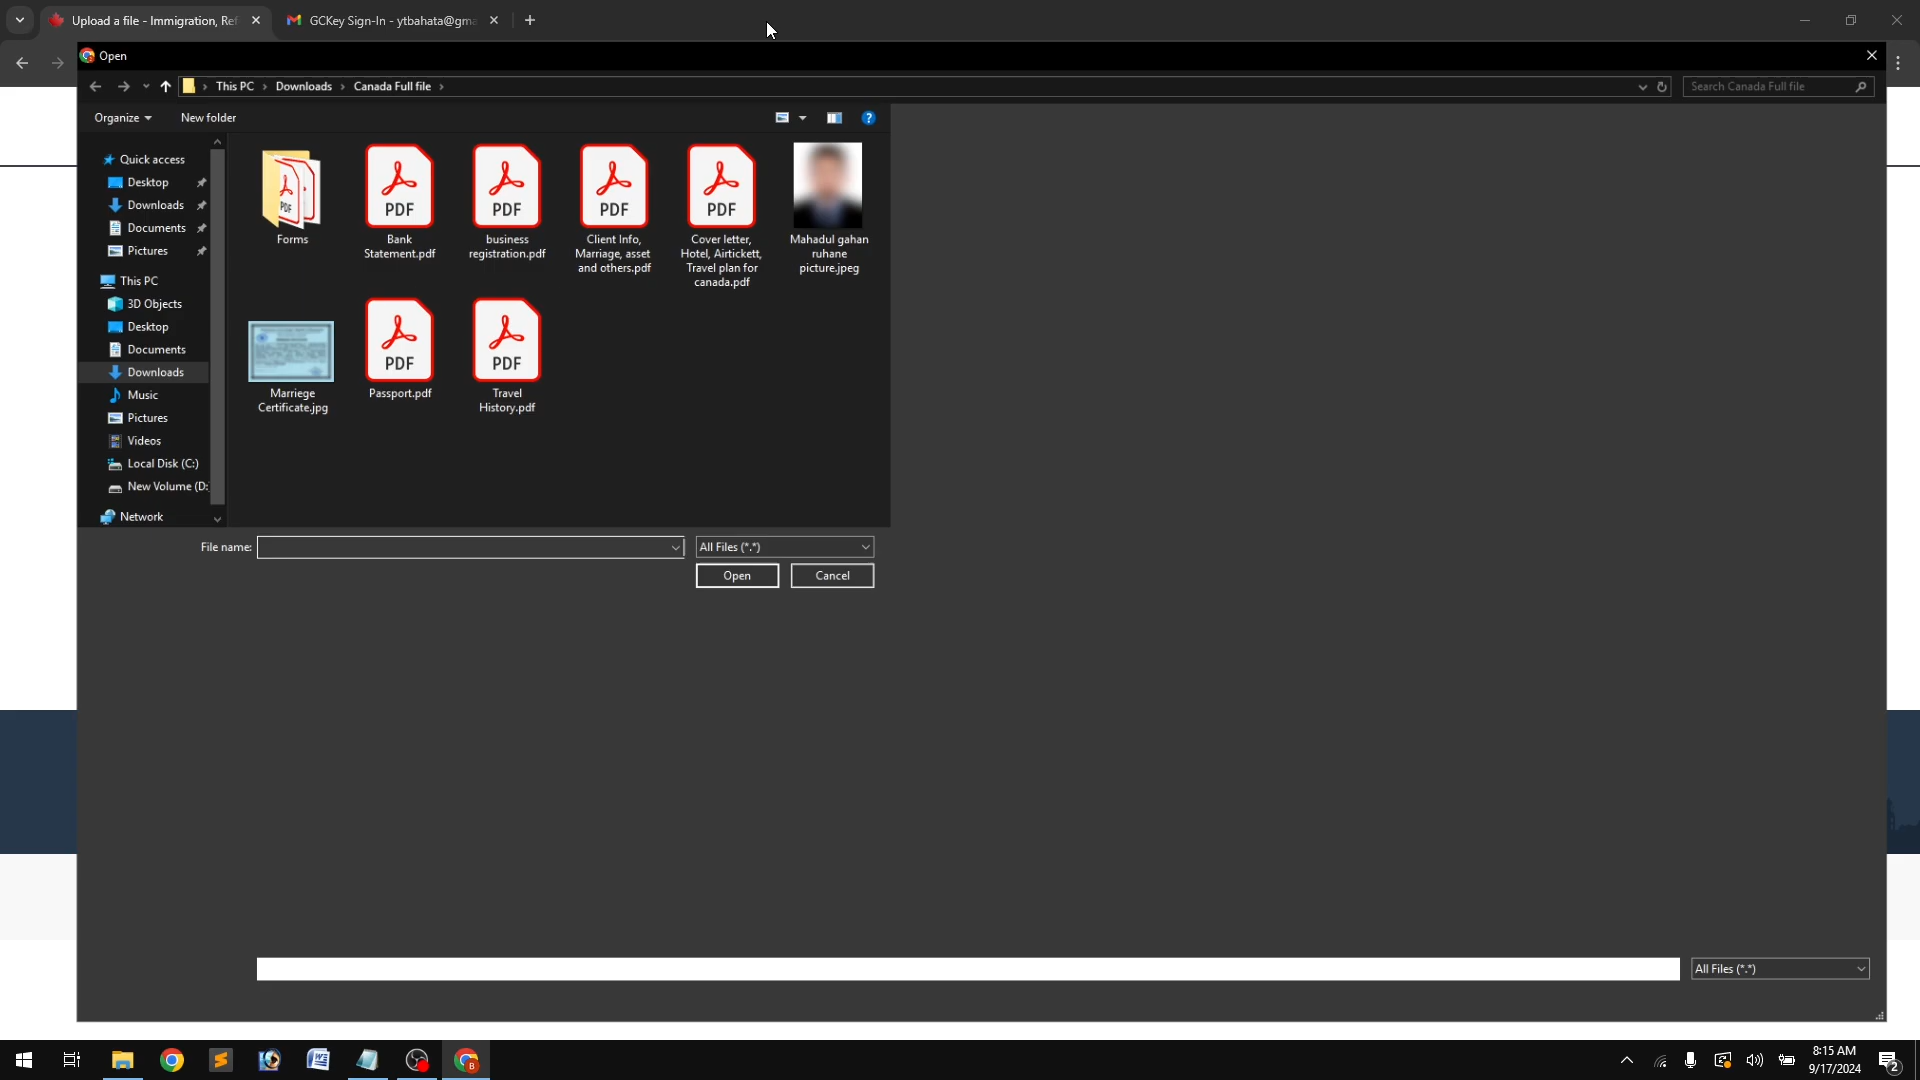 Upload a file - Immigration, Ref
GCKey Sign-In - ytbahata@gma
Open
This PC > Downloads > Canada Full file >
Search Canada Full file
Organize
New folder
Quick access
Desktop
Downloads
Documents
Pictures
This PC
3D Objects
Desktop
Documents
Downloads
Music
Pictures
Videos
Local Disk (C:)
New Volume (D:
Network
Forms
Bank
Statement.pdf
business
registration.pdf
Client Info,
Marriage, asset
and others.pdf
Cover letter,
Hotel, Airtickett,
Travel plan for
canada.pdf
Mahadul gahan
ruhane
picture.jpeg
Marriege
Certificate.jpg
Passport.pdf
Travel
History.pdf
PDF
PDF
PDF
PDF
PDF
PDF
PDF
File name:
All Files (*.*)
Open
Cancel
All Files (*.*)
8:15 AM
9/17/2024
2